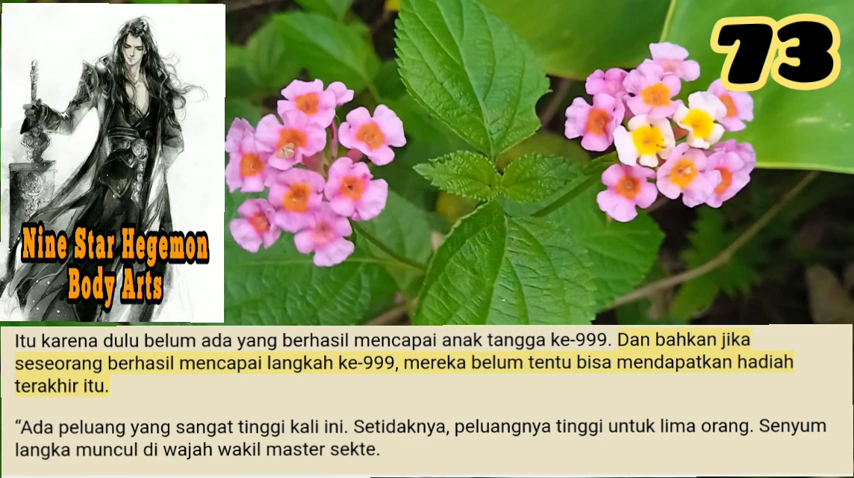 73
Nine Star Hegemon
Body Arts
Itu karena dulu belum ada yang berhasil mencapai anak tangga ke-999. Dan bahkan jika
seseorang berhasil mencapai langkah ke-999, mereka belum tentu bisa mendapatkan hadiah
terakhir itu.
“Ada peluang yang sangat tinggi kali ini. Setidaknya, peluangnya tinggi untuk lima orang. Senyum
langka muncul di wajah wakil master sekte.